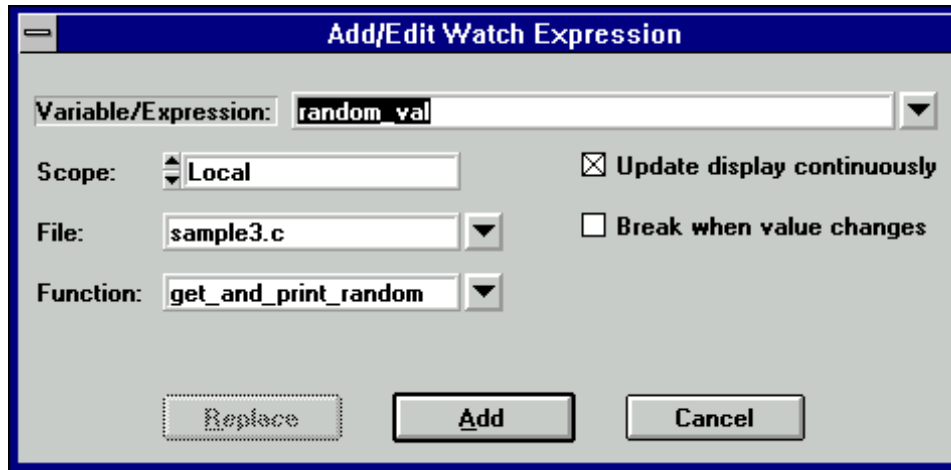 Add/Edit Watch Expression
Variable/Expression: random_val
Scope: Local
Update display continuously
File: sample3.c
Break when value changes
Function: get_and_print_random
Replace Add Cancel